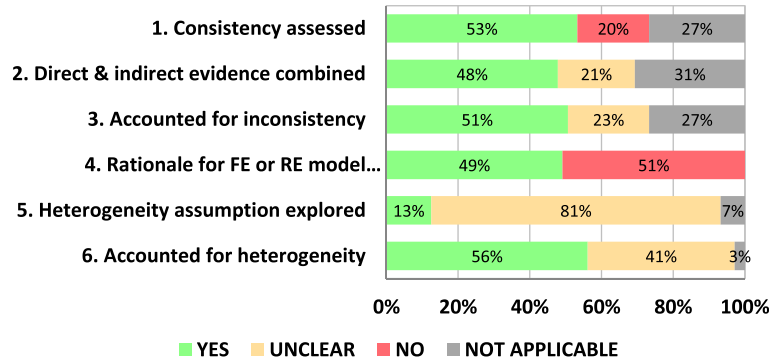 1. Consistency assessed 53% 20% 27%
2. Direct & indirect evidence combined 48% 21% 31%
3. Accounted for inconsistency 51% 23% 27%
4. Rationale for FE or RE model... 49% 51%
5. Heterogeneity assumption explored 13% 81% 7%
6. Accounted for heterogeneity 56% 41% 3%
0% 20% 40% 60% 80% 100%
YES UNCLEAR NO NOT APPLICABLE